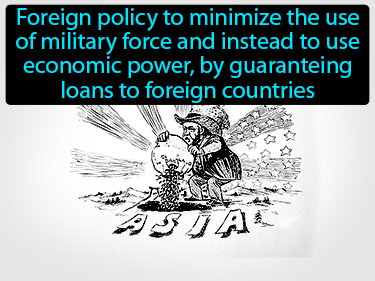 Foreign policy to minimize the use
of military force and instead to use
economic power, by guaranteing
loans to foreign countries
ASIA